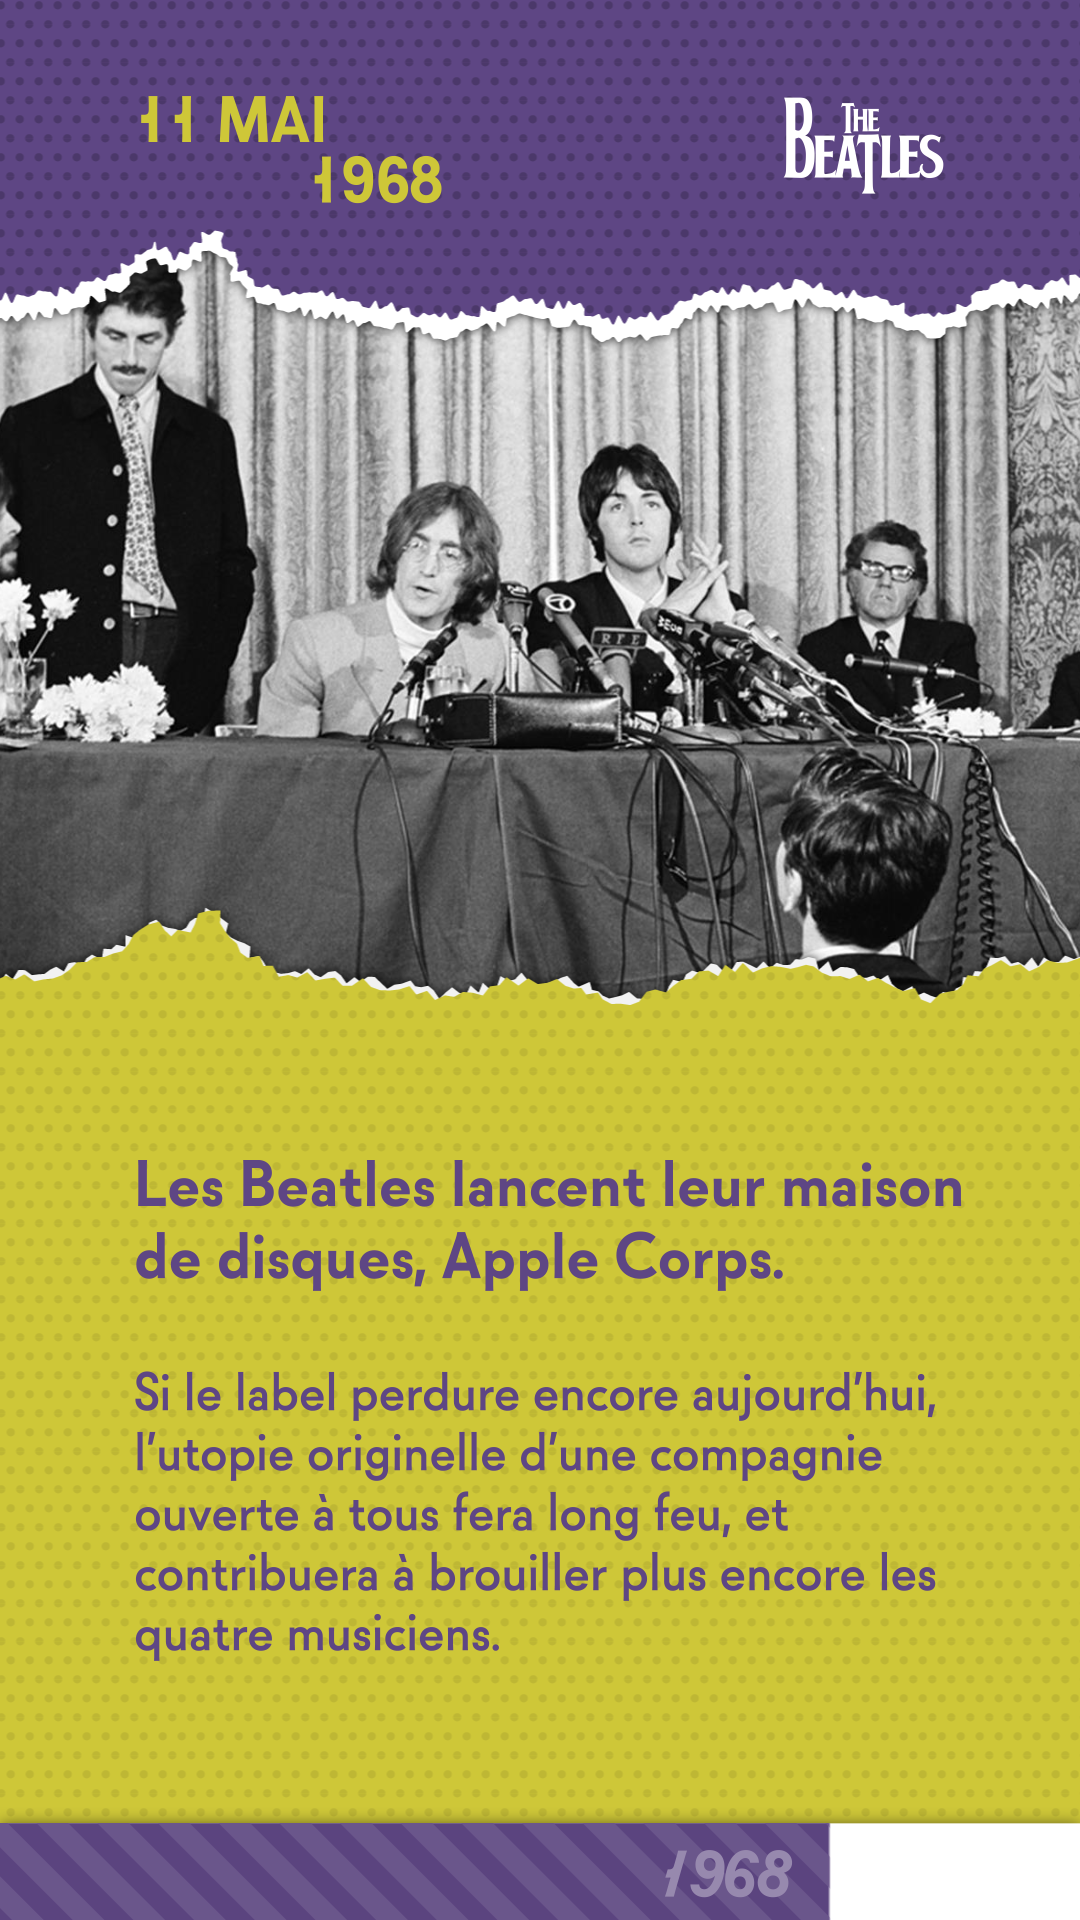 11 MAI
1968
THE
BEATLES
RFE
Les Beatles lancent leur maison
de disques, Apple Corps.
Si le label perdure encore aujourd’hui,
l’utopie originelle d’une compagnie
ouverte à tous fera long feu, et
contribuera à brouiller plus encore les
quatre musiciens.
1968